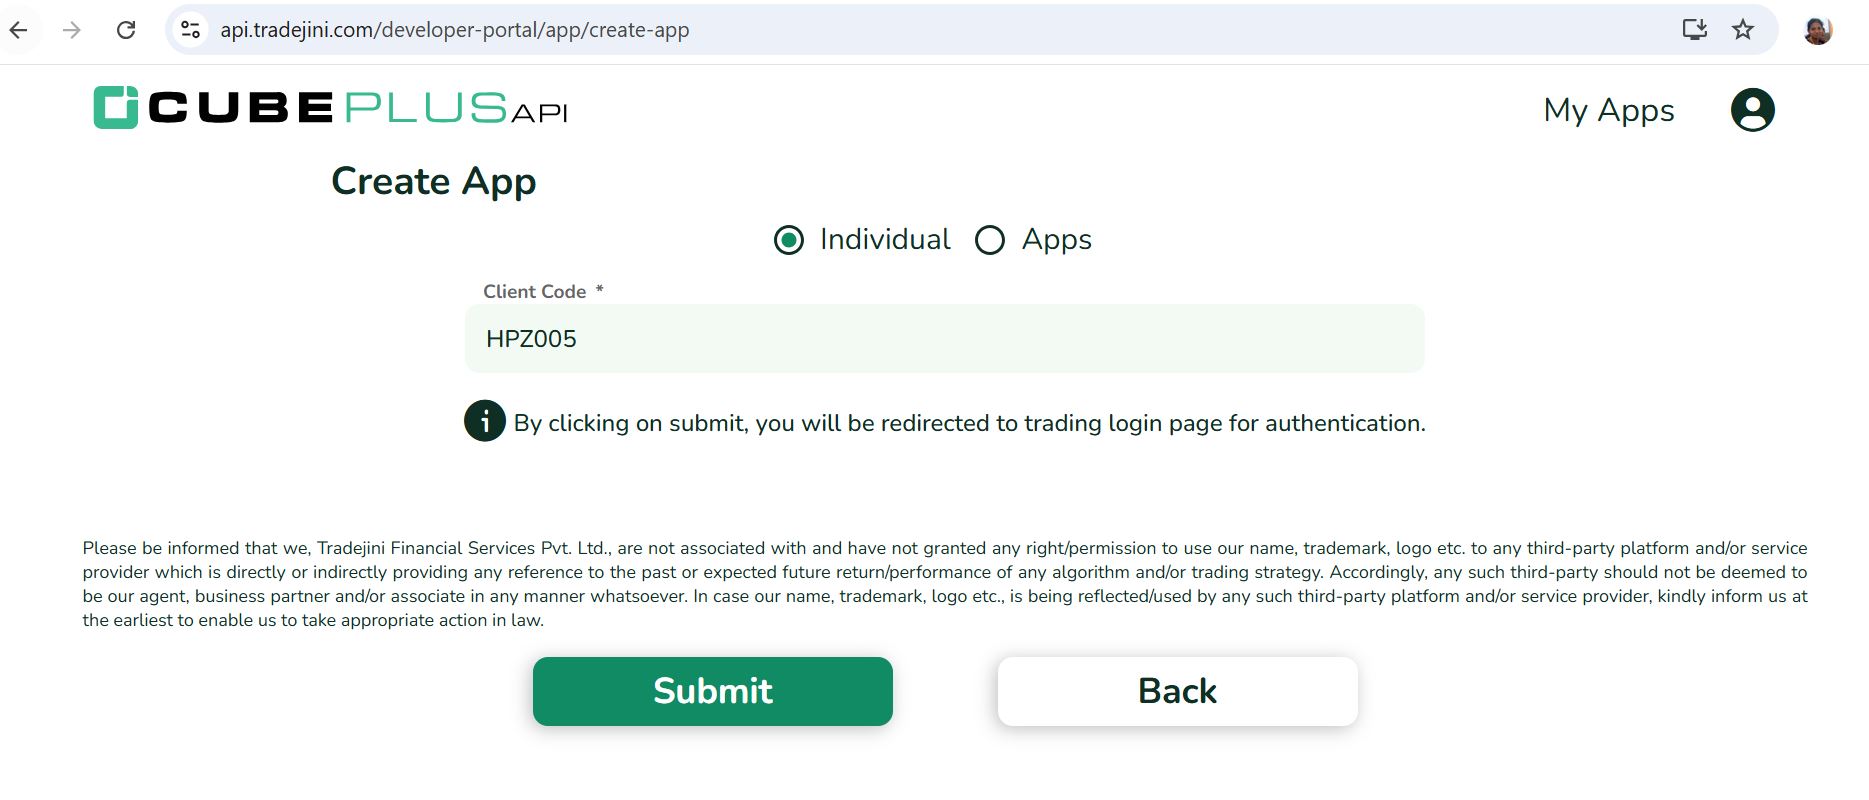 api.tradejini.com/developer-portal/app/create-app
CUBEPLUS API
My Apps
Create App
Individual
Apps
Client Code *
HPZ005
i By clicking on submit, you will be redirected to trading login page for authentication.
Please be informed that we, Tradejini Financial Services Pvt. Ltd., are not associated with and have not granted any right/permission to use our name, trademark, logo etc. to any third-party platform and/or service
provider which is directly or indirectly providing any reference to the past or expected future return/performance of any algorithm and/or trading strategy. Accordingly, any such third-party should not be deemed to
be our agent, business partner and/or associate in any manner whatsoever. In case our name, trademark, logo etc., is being reflected/used by any such third-party platform and/or service provider, kindly inform us at
the earliest to enable us to take appropriate action in law.
Submit
Back